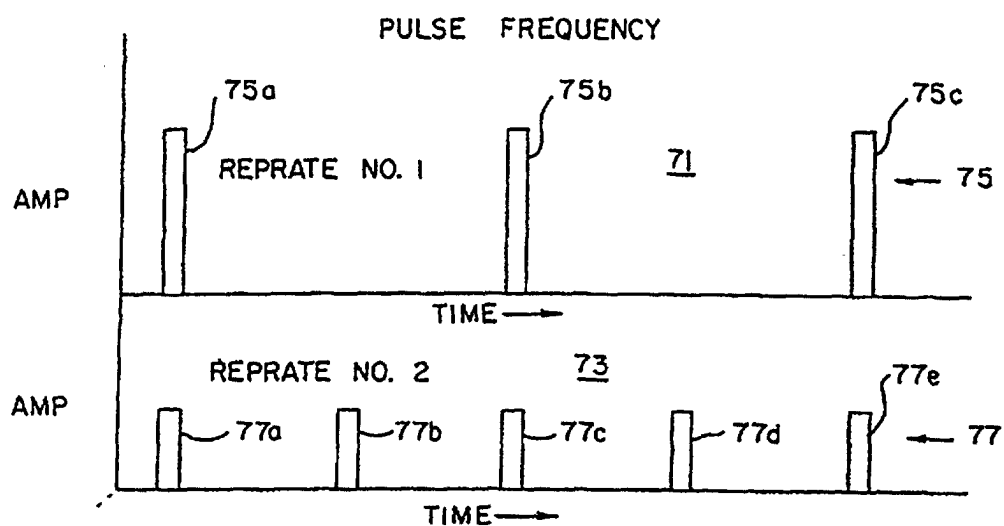 PULSE FREQUENCY
75a
75b
75c
REPRATE NO. 1
71
75
AMP
TIME
REPRATE NO. 2
73
77e
AMP
77a
77b
77c
77d
77
TIME